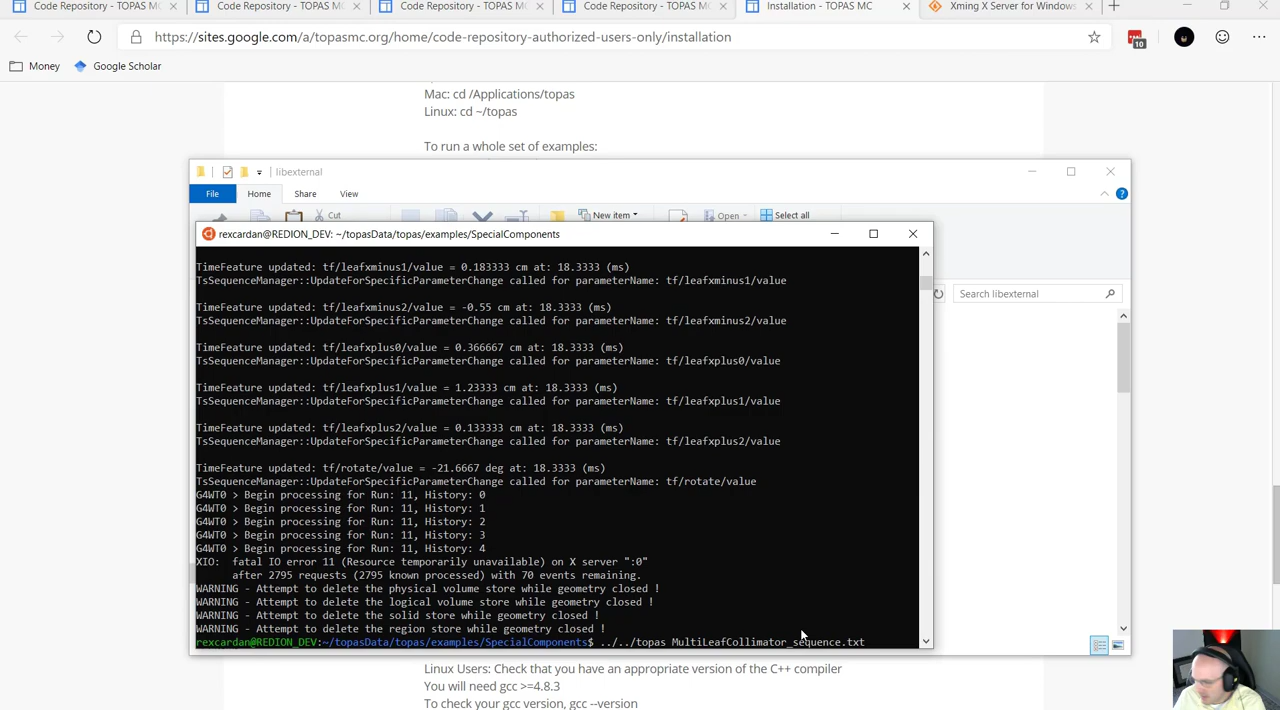 Code Repository - TOPAS MC
Code Repository - TOPAS MC
Code Repository - TOPAS MC
Code Repository - TOPAS MC
Installation - TOPAS MC
Xming X Server for Windows
https://sites.google.com/a/topasmc.org/home/code-repository-authorized-users-only/installation
10
Money
Google Scholar
Mac: cd /Applications/topas
Linux: cd ~/topas
To run a whole set of examples:
libexternal
File
Home
Share
View
Cut
New item
Open
Select all
Search libexternal
rexcardan@REDION_DEV: ~/topasData/topas/examples/SpecialComponents
TimeFeature updated: tf/leafxminus1/value = 0.183333 cm at: 18.3333 (ms)
TsSequenceManager::UpdateForSpecificParameterChange called for parameterName: tf/leafxminus1/value
TimeFeature updated: tf/leafxminus2/value = -0.55 cm at: 18.3333 (ms)
TsSequenceManager::UpdateForSpecificParameterChange called for parameterName: tf/leafxminus2/value
TimeFeature updated: tf/leafxplus0/value = 0.366667 cm at: 18.3333 (ms)
TsSequenceManager::UpdateForSpecificParameterChange called for parameterName: tf/leafxplus0/value
TimeFeature updated: tf/leafxplus1/value = 1.23333 cm at: 18.3333 (ms)
TsSequenceManager::UpdateForSpecificParameterChange called for parameterName: tf/leafxplus1/value
TimeFeature updated: tf/leafxplus2/value = 0.133333 cm at: 18.3333 (ms)
TsSequenceManager::UpdateForSpecificParameterChange called for parameterName: tf/leafxplus2/value
TimeFeature updated: tf/rotate/value = -21.6667 deg at: 18.3333 (ms)
TsSequenceManager::UpdateForSpecificParameterChange called for parameterName: tf/rotate/value
G4WT0 > Begin processing for Run: 11, History: 0
G4WT0 > Begin processing for Run: 11, History: 1
G4WT0 > Begin processing for Run: 11, History: 2
G4WT0 > Begin processing for Run: 11, History: 3
G4WT0 > Begin processing for Run: 11, History: 4
XIO:  fatal IO error 11 (Resource temporarily unavailable) on X server ":0"
after 2795 requests (2795 known processed) with 70 events remaining.
WARNING - Attempt to delete the physical volume store while geometry closed !
WARNING - Attempt to delete the logical volume store while geometry closed !
WARNING - Attempt to delete the solid store while geometry closed !
WARNING - Attempt to delete the region store while geometry closed !
rexcardan@REDION_DEV:~/topasData/topas/examples/SpecialComponents$ ../../topas MultiLeafCollimator_sequence.txt
Linux Users: Check that you have an appropriate version of the C++ compiler
You will need gcc >=4.8.3
To check your gcc version, gcc --version